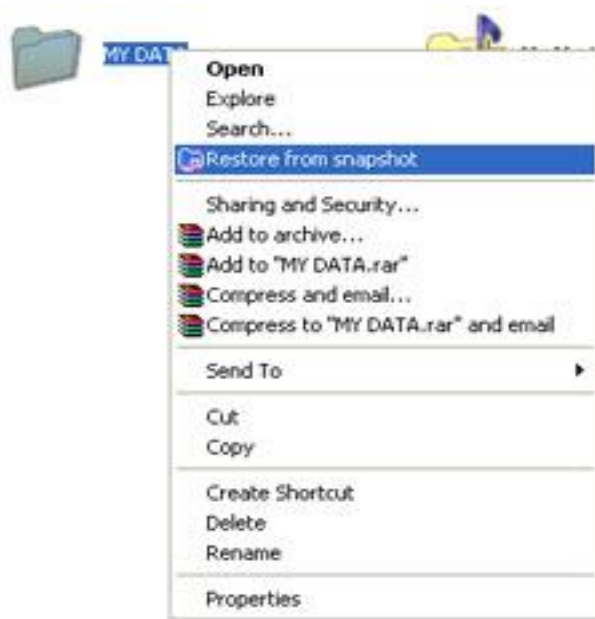 MY DATA
Open
Explore
Search...
Restore from snapshot
Sharing and Security...
Add to archive...
Add to "MY DATA.rar"
Compress and email...
Compress to "MY DATA.rar" and email
Send To
Cut
Copy
Create Shortcut
Delete
Rename
Properties